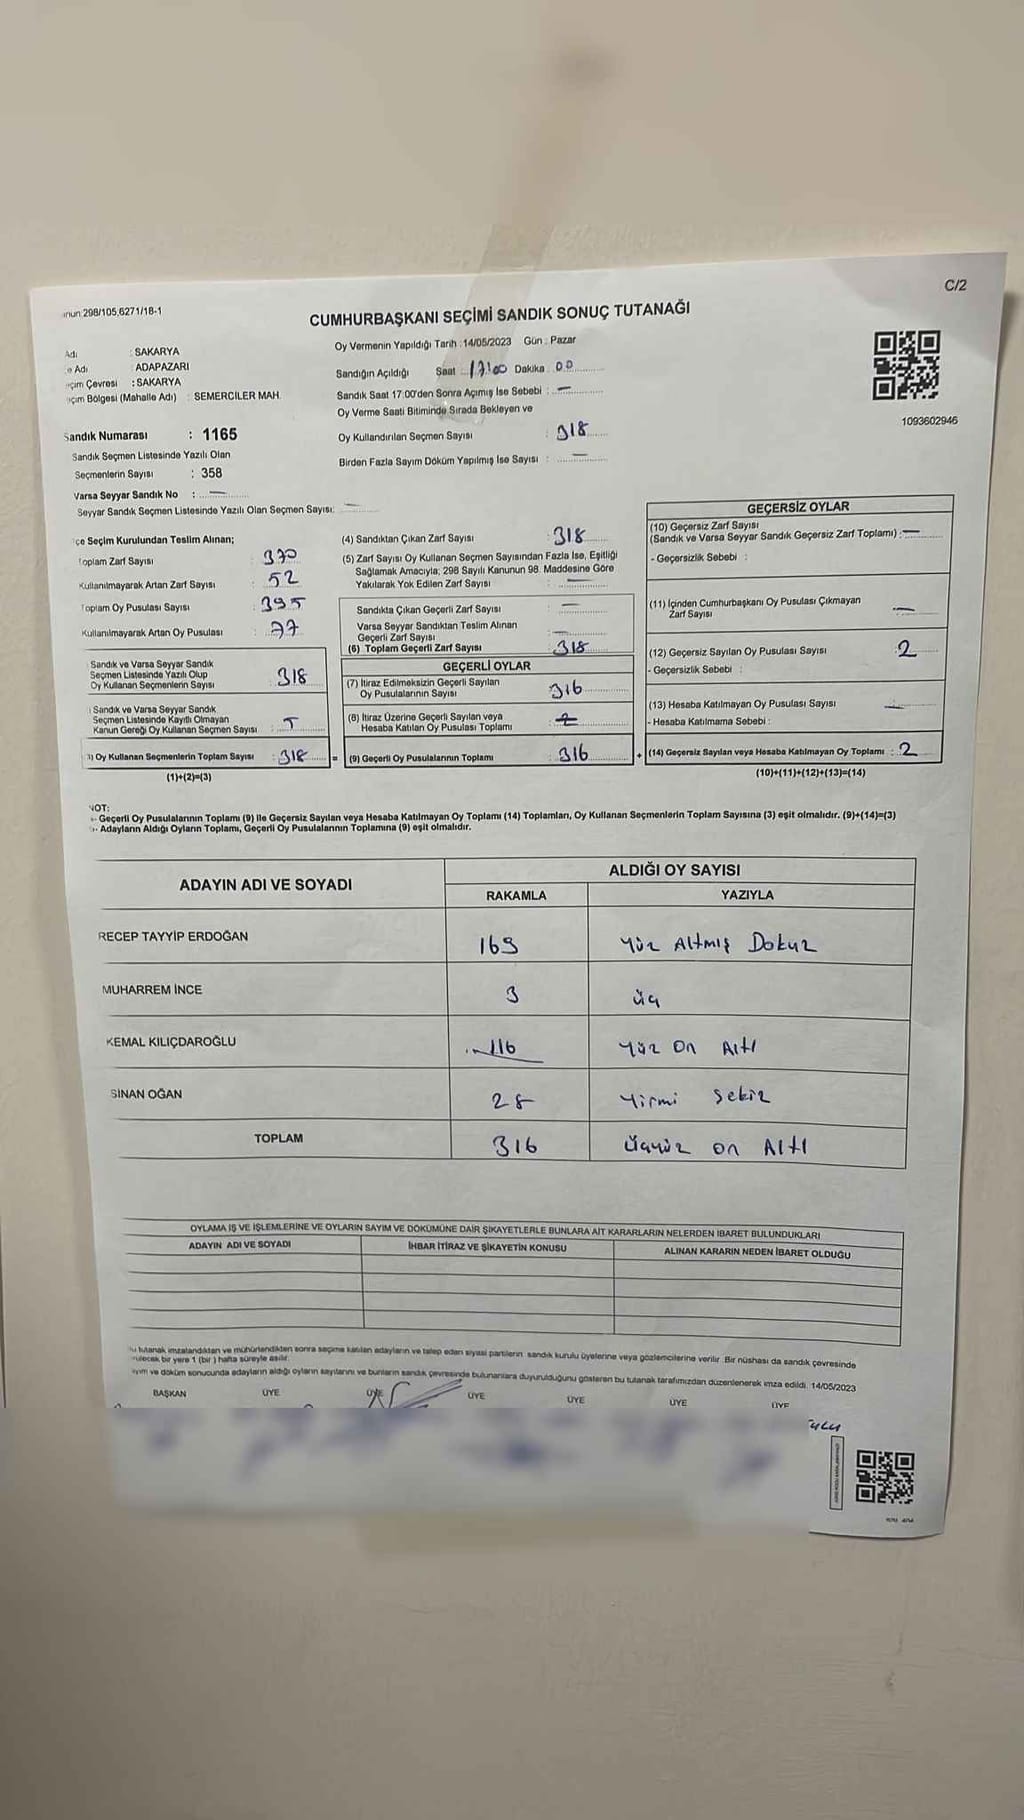 298/105,6271/18-1
C/2
CUMHURBAŞKANI SEÇİMİ SANDIK SONUÇ TUTANAĞI
Oy Vermenin Yapıldığı Tarih : 14/05/2023 Gün : Pazar
Adı : SAKARYA
Adı : ADAPAZARI
Çevresi : SAKARYA
Bölgesi (Mahalle Adı) : SEMERCİLER MAH.
Sandığın Açıldığı Saat : 17:00 Dakika : 00
Sandık Saat 17:00'den Sonra Açımış İse Sebebi : —
Oy Verme Saati Bitiminde Sırada Bekleyen ve
Oy Kullandırılan Seçmen Sayısı : 318
Birden Fazla Sayım Döküm Yapılmış İse Sayısı : —
1093602946
Sandık Numarası : 1165
Sandık Seçmen Listesinde Yazılı Olan
Seçmenlerin Sayısı : 358
Varsa Seyyar Sandık No : —
Seyyar Sandık Seçmen Listesinde Yazılı Olan Seçmen Sayısı: —
Seçim Kurulundan Teslim Alınan;
Toplam Zarf Sayısı : 370
Kullanılmayarak Artan Zarf Sayısı : 52
Toplam Oy Pusulası Sayısı : 395
Kullanılmayarak Artan Oy Pusulası : 77
Sandık ve Varsa Seyyar Sandık
Seçmen Listesinde Yazılı Olup
Oy Kullanan Seçmenlerin Sayısı : 318
Sandık ve Varsa Seyyar Sandık
Seçmen Listesinde Kayıtlı Olmayan
Kanun Gereği Oy Kullanan Seçmen Sayısı :
Oy Kullanan Seçmenlerin Toplam Sayısı : 318 =
(1)+(2)=(3)
(4) Sandıktan Çıkan Zarf Sayısı : 318
(5) Zarf Sayısı Oy Kullanan Seçmen Sayısından Fazla İse, Eşitliği
Sağlamak Amacıyla; 298 Sayılı Kanunun 98. Maddesine Göre
Yakılarak Yok Edilen Zarf Sayısı : —
Sandıkta Çıkan Geçerli Zarf Sayısı : —
Varsa Seyyar Sandıktan Teslim Alınan
Geçerli Zarf Sayısı : —
(6) Toplam Geçerli Zarf Sayısı : 318
GEÇERLİ OYLAR
(7) İtiraz Edilmeksizin Geçerli Sayılan
Oy Pusulalarının Sayısı : 316
(8) İtiraz Üzerine Geçerli Sayılan veya
Hesaba Katılan Oy Pusulası Toplamı :
(9) Geçerli Oy Pusulalarının Toplamı : 316 +
GEÇERSİZ OYLAR
(10) Geçersiz Zarf Sayısı
(Sandık ve Varsa Seyyar Sandık Geçersiz Zarf Toplamı) : —
- Geçersizlik Sebebi :
(11) İçinden Cumhurbaşkanı Oy Pusulası Çıkmayan
Zarf Sayısı : —
(12) Geçersiz Sayılan Oy Pusulası Sayısı : 2
- Geçersizlik Sebebi :
(13) Hesaba Katılmayan Oy Pusulası Sayısı : —
- Hesaba Katılmama Sebebi :
(14) Geçersiz Sayılan veya Hesaba Katılmayan Oy Toplamı : 2
(10)+(11)+(12)+(13)=(14)
NOT:
- Geçerli Oy Pusulalarının Toplamı (9) ile Geçersiz Sayılan veya Hesaba Katılmayan Oy Toplamı (14) Toplamları, Oy Kullanan Seçmenlerin Toplam Sayısına (3) eşit olmalıdır. (9)+(14)=(3)
- Adayların Aldığı Oyların Toplamı, Geçerli Oy Pusulalarının Toplamına (9) eşit olmalıdır.
ADAYIN ADI VE SOYADI
ALDIĞI OY SAYISI
RAKAMLA YAZIYLA
RECEP TAYYİP ERDOĞAN 169 Yüz Altmış Dokuz
MUHARREM İNCE 3 üç
KEMAL KILIÇDAROĞLU 116 Yüz On Altı
SİNAN OĞAN 28 Yirmi Sekiz
TOPLAM 316 Üçyüz on Altı
OYLAMA İŞ VE İŞLEMLERİNE VE OYLARIN SAYIM VE DÖKÜMÜNE DAİR ŞİKAYETLERLE BUNLARA AİT KARARLARIN NELERDEN İBARET BULUNDUKLARI
ADAYIN ADI VE SOYADI İHBAR İTİRAZ VE ŞİKAYETİN KONUSU ALINAN KARARIN NEDEN İBARET OLDUĞU
tutanak imzalandıktan ve mühürlendikten sonra seçime katılan adayların ve talep eden siyasi partilerin sandık kurulu üyelerine veya gözlemcilerine verilir. Bir nüshası da sandık çevresinde
bir yere 1 (bir) hafta süreyle asılır.
ve döküm sonucunda adayların aldığı oyların sayılarını ve bunların sandık çevresinde bulunanlara duyurulduğunu gösteren bu tutanak tarafımızdan düzenlenerek imza edildi. 14/05/2023
BAŞKAN ÜYE ÜYE ÜYE ÜYE ÜYE ÜYE